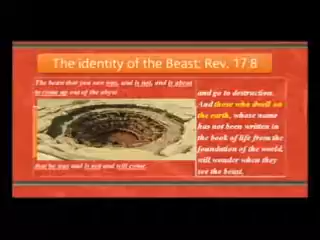 The identity of the Beast: Rev. 17:8
The beast that you saw was, and is not, and is about
to come up out of the abyss
that he was and is not and will come.
and go to destruction.
And those who dwell on
the earth, whose name
has not been written in
the book of life from the
foundation of the world,
will wonder when they
see the beast,